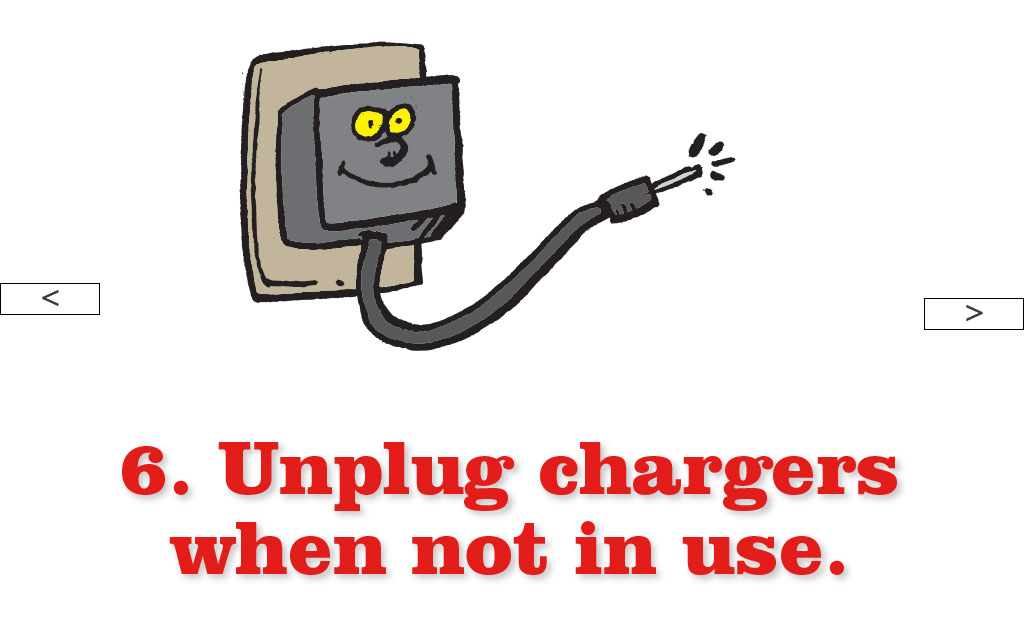 <
>
6. Unplug chargers
when not in use.